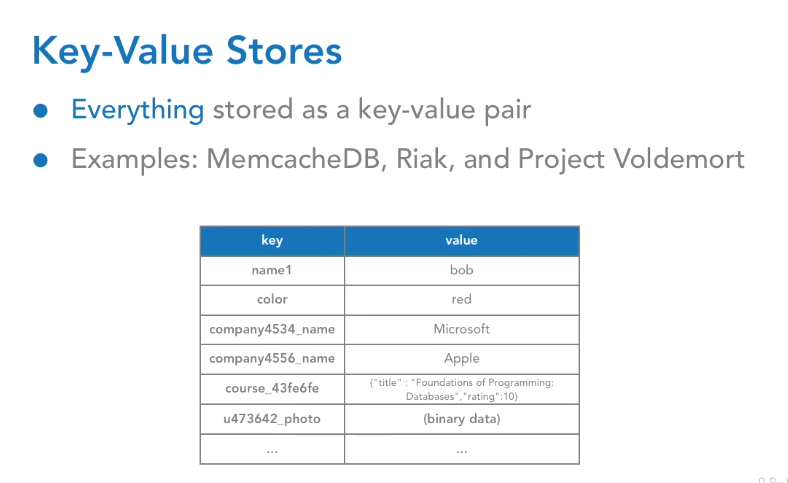 Key-Value Stores
Everything stored as a key-value pair
Examples: MemcacheDB, Riak, and Project Voldemort
key value
name1 bob
color red
company4534_name Microsoft
company4556_name Apple
course_43fe6fe {"title" : "Foundations of Programming:
Databases","rating":10}
u473642_photo (binary data)
... ...